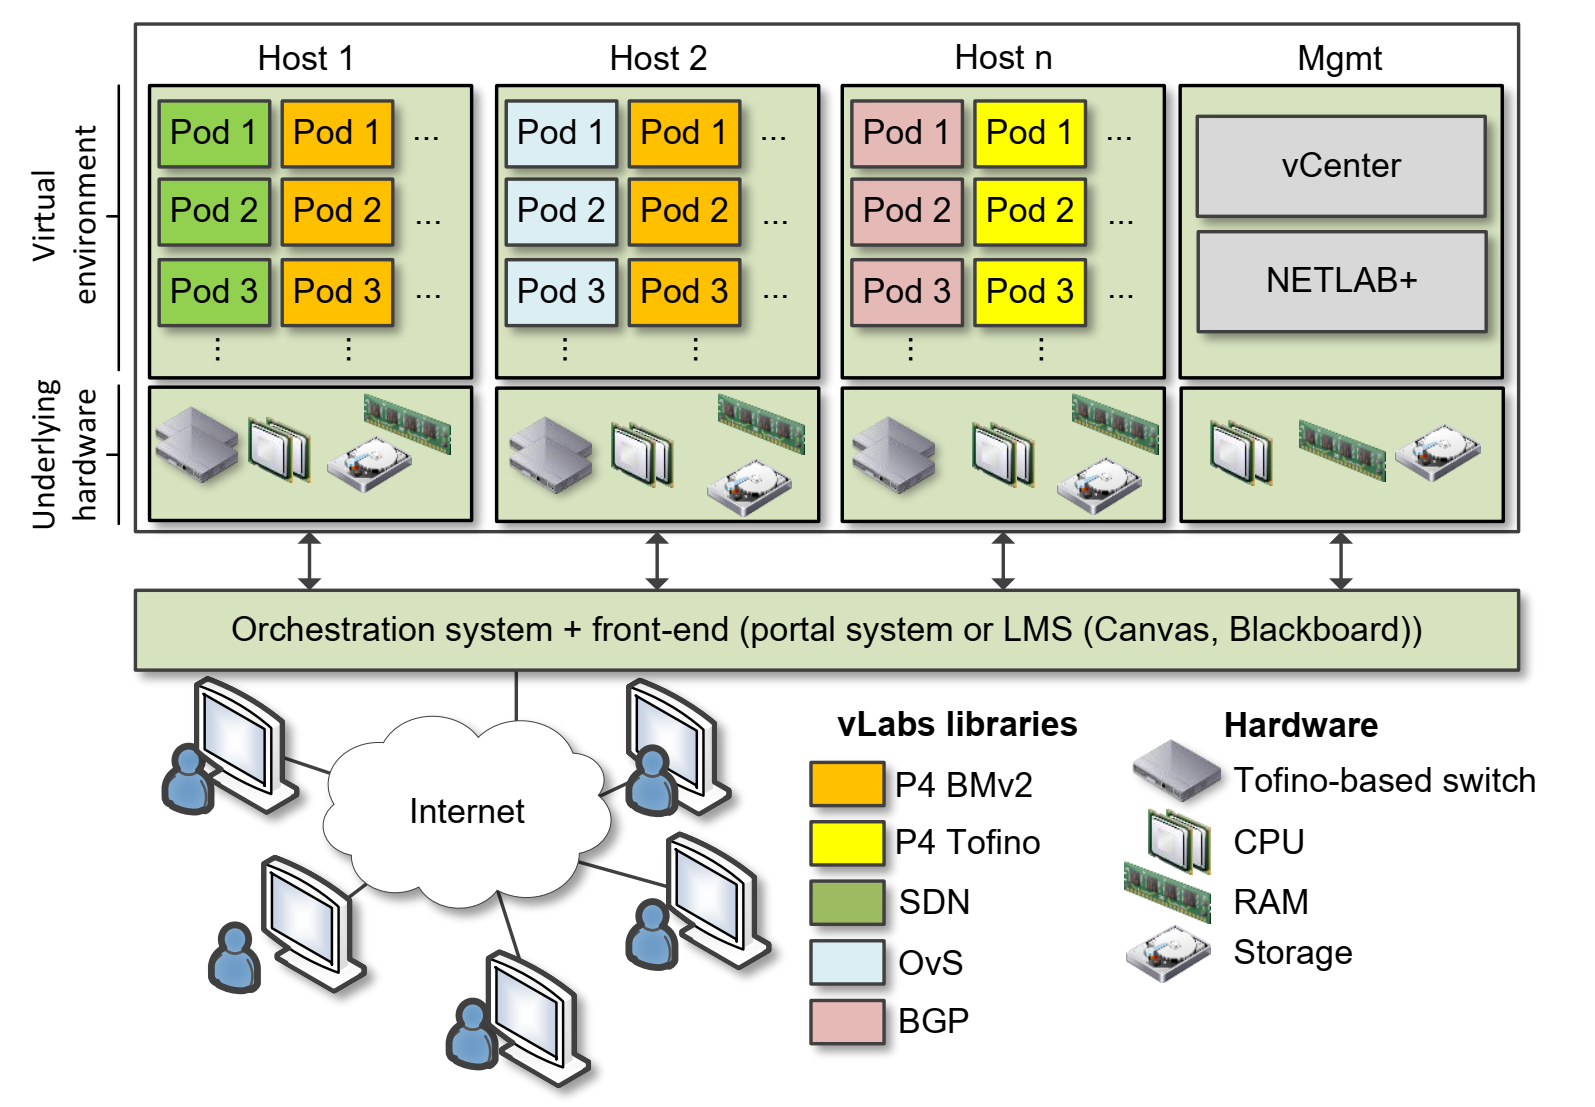 Host 1
Host 2
Host n
Mgmt
Virtual
environment
Pod 1
Pod 1
...
Pod 1
Pod 1
...
Pod 1
Pod 1
...
vCenter
Pod 2
Pod 2
...
Pod 2
Pod 2
...
Pod 2
Pod 2
...
NETLAB+
Pod 3
Pod 3
...
Pod 3
Pod 3
...
Pod 3
Pod 3
...
Underlying
hardware
Orchestration system + front-end (portal system or LMS (Canvas, Blackboard))
Internet
vLabs libraries
P4 BMv2
P4 Tofino
SDN
OvS
BGP
Hardware
Tofino-based switch
CPU
RAM
Storage